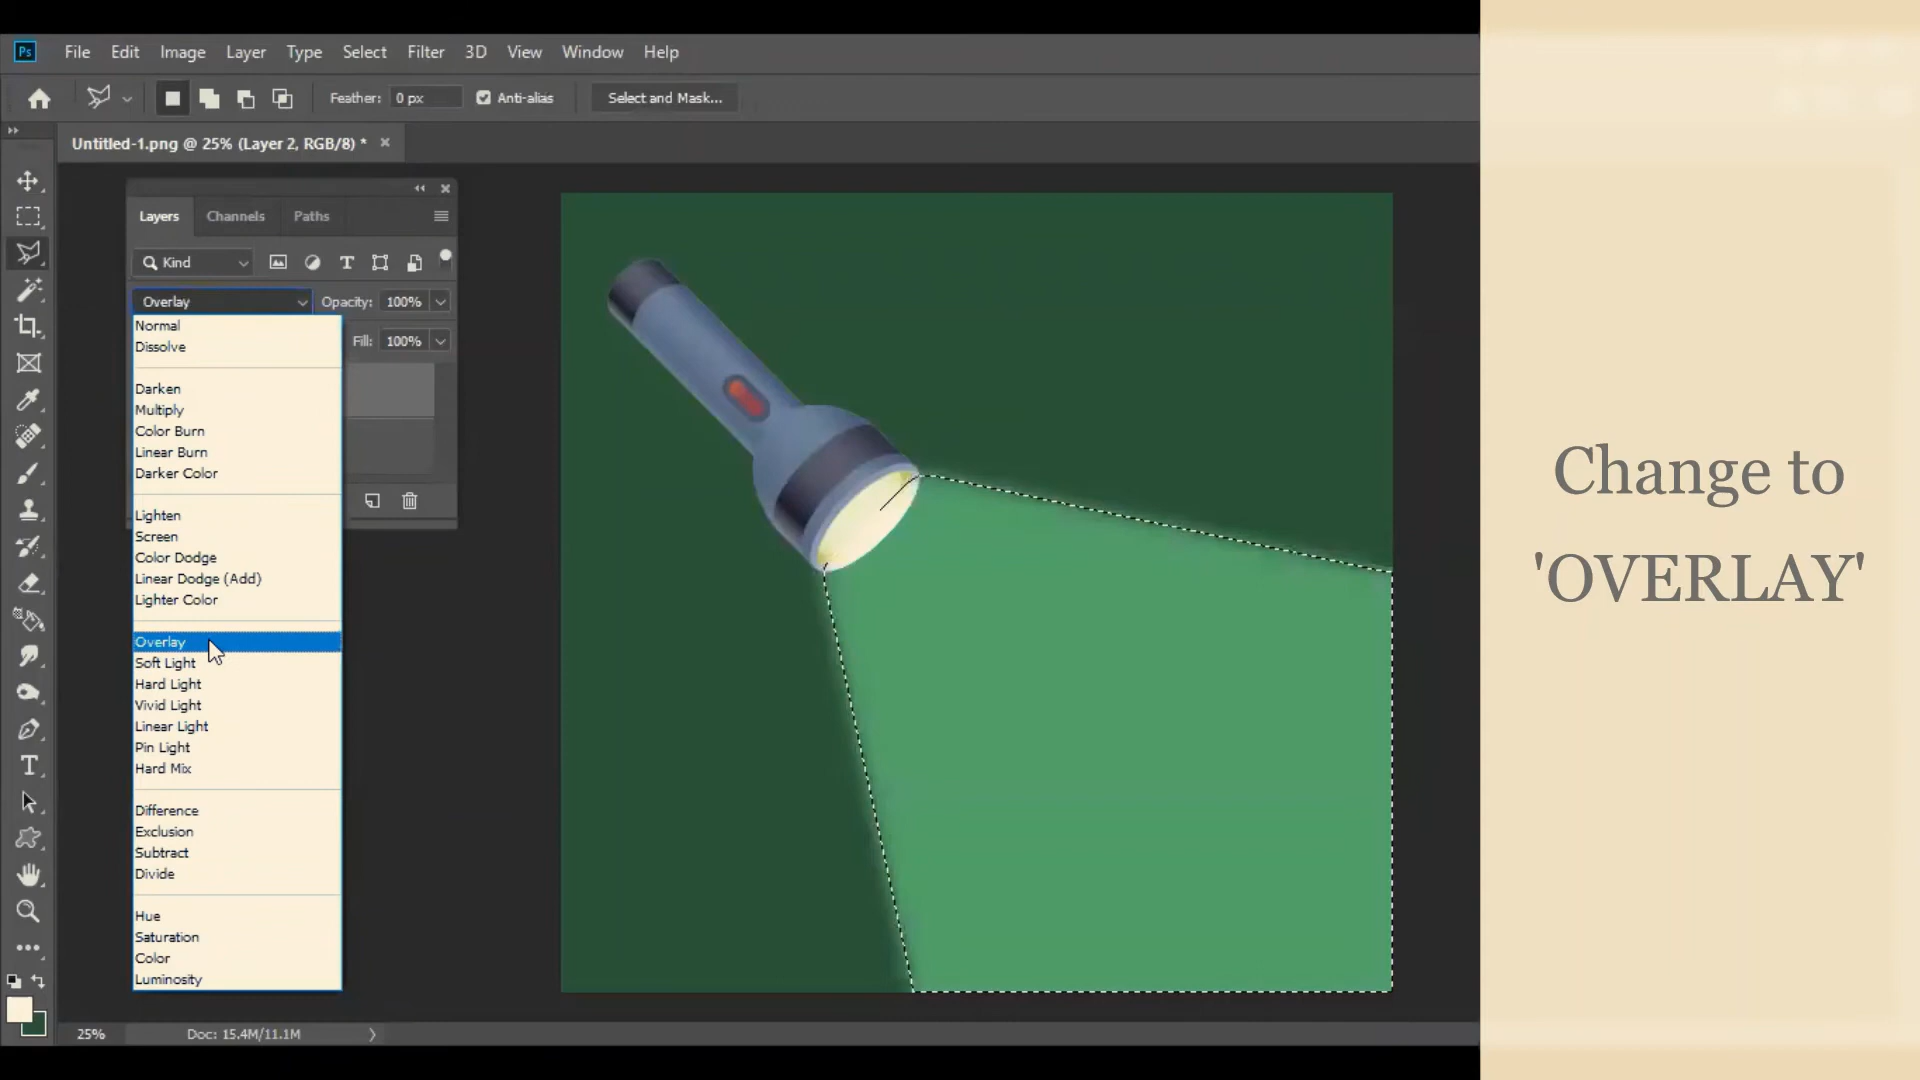 Ps File Edit Image Layer Type Select Filter 3D View Window Help
Feather: 0 px Anti-alias Select and Mask...
Untitled-1.png @ 25% (Layer 2, RGB/8) *
Layers Channels Paths
Kind
Overlay Opacity: 100%
Normal
Fill: 100%
Dissolve
Darken
Multiply
Color Burn
Linear Burn
Darker Color
Lighten
Screen
Color Dodge
Linear Dodge (Add)
Lighter Color
Overlay
Soft Light
Hard Light
Vivid Light
Linear Light
Pin Light
Hard Mix
Difference
Exclusion
Subtract
Divide
Hue
Saturation
Color
Luminosity
25% Doc: 15.4M/11.1M
Change to
'OVERLAY'